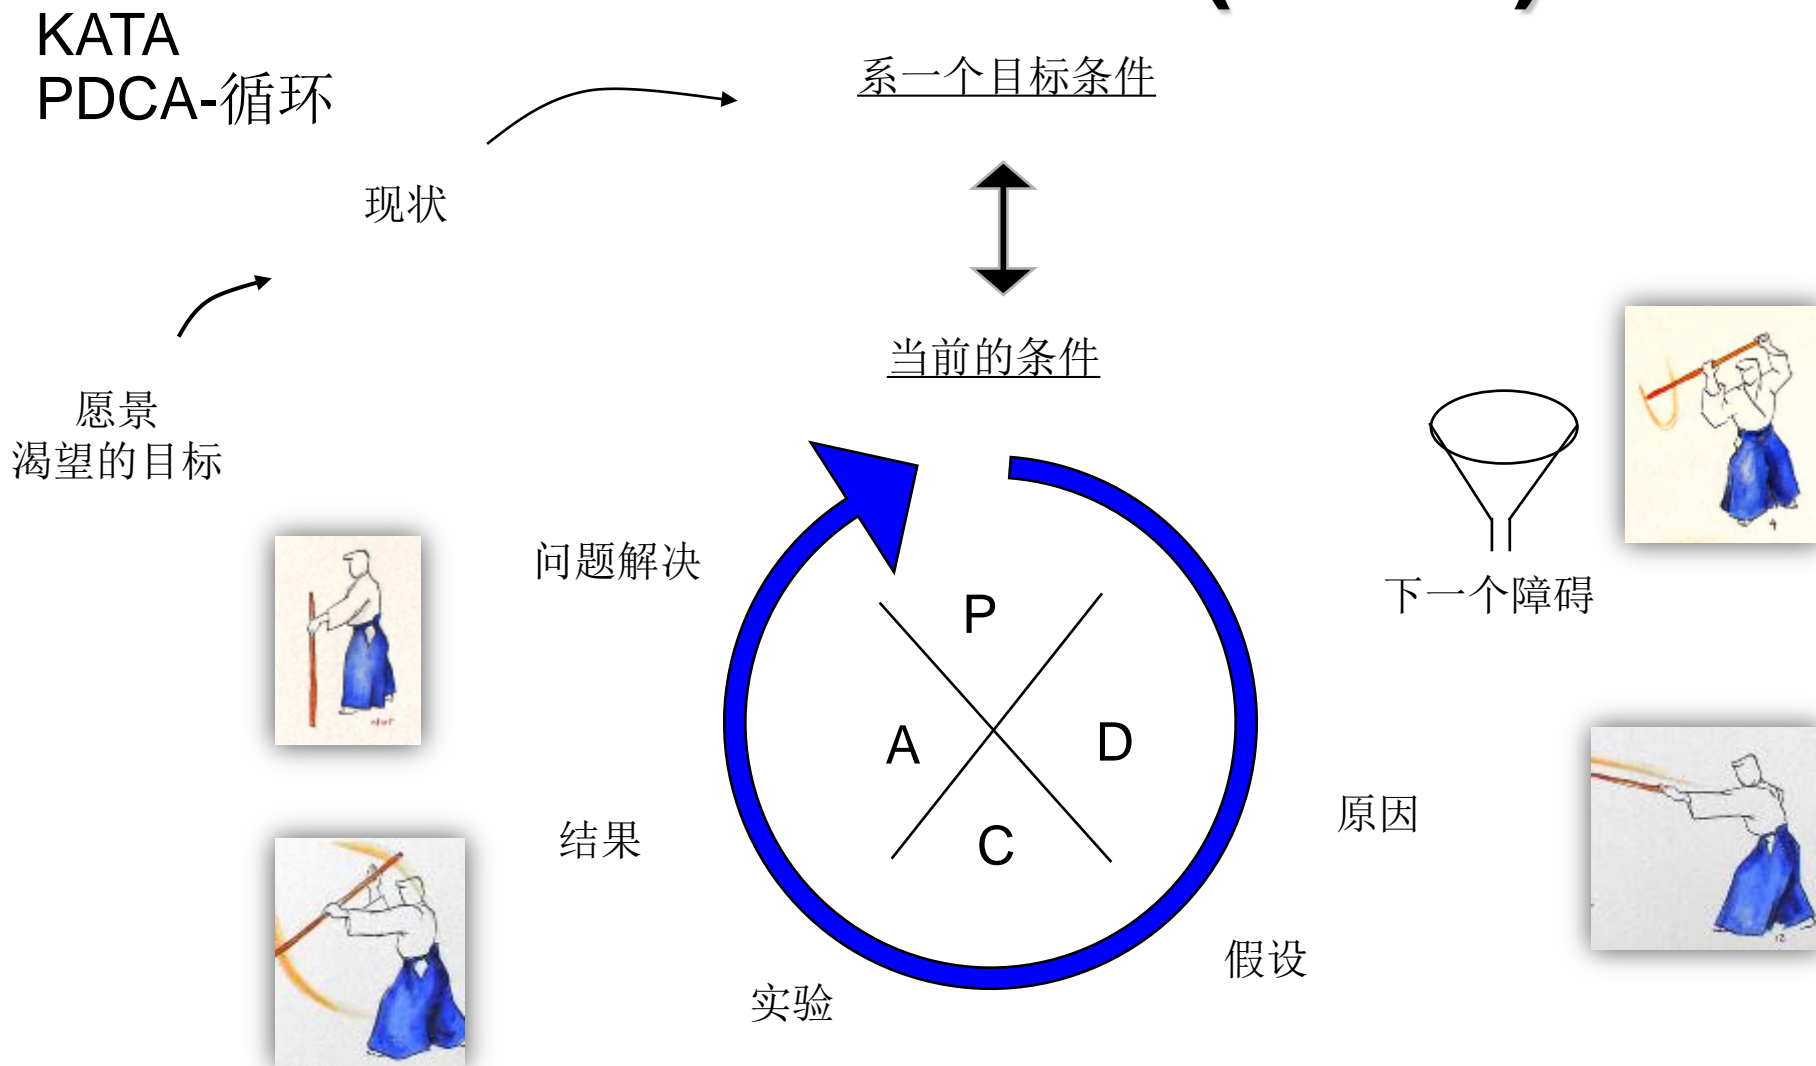 KATA
PDCA-循环
系一个目标条件
现状
当前的条件
愿景
渴望的目标
问题解决
下一个障碍
P
A
D
C
结果
原因
假设
实验
4
12